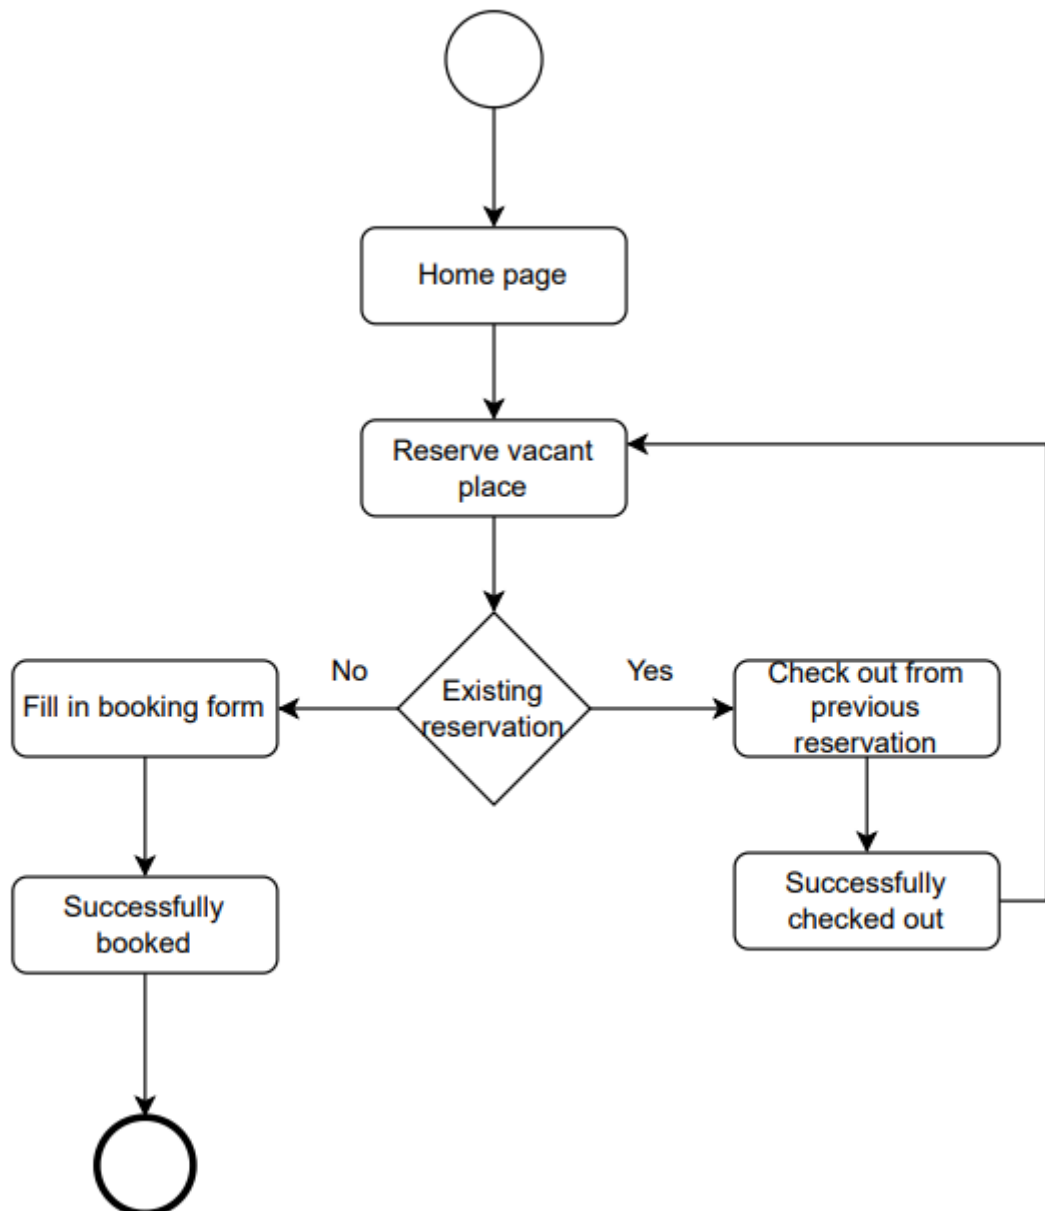 Home page
Reserve vacant
place
No
Yes
Fill in booking form
Existing
reservation
Check out from
previous
reservation
Successfully
booked
Successfully
checked out